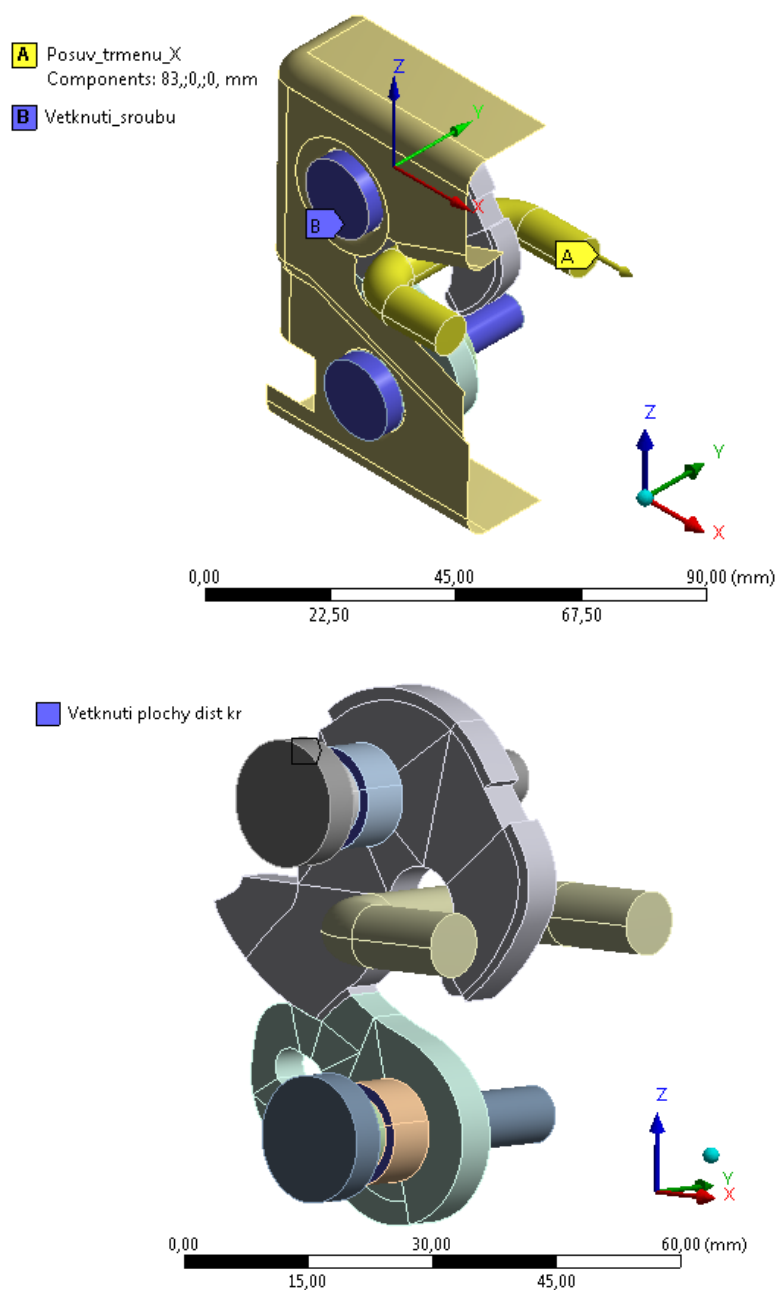 A Posuv_trmenu_X
Components: 83,;0,;0, mm
B Vetknuti_sroubu
Z
Y
X
B
A
Z
Y
X
0,00 45,00 90,00 (mm)
22,50 67,50
Vetknuti plochy dist kr
Z
Y
X
0,00 30,00 60,00 (mm)
15,00 45,00